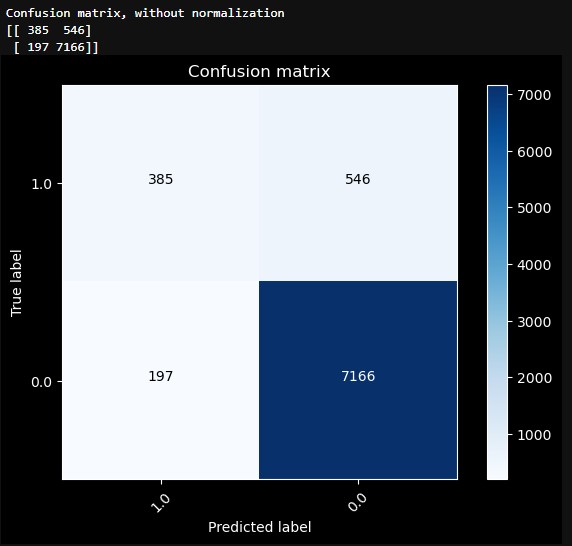 Confusion matrix, without normalization
[[ 385  546]
 [ 197 7166]]
Confusion matrix
7000
6000
5000
4000
3000
2000
1000
True label
1.0
385 546
0.0
197 7166
1.0 0.0
Predicted label